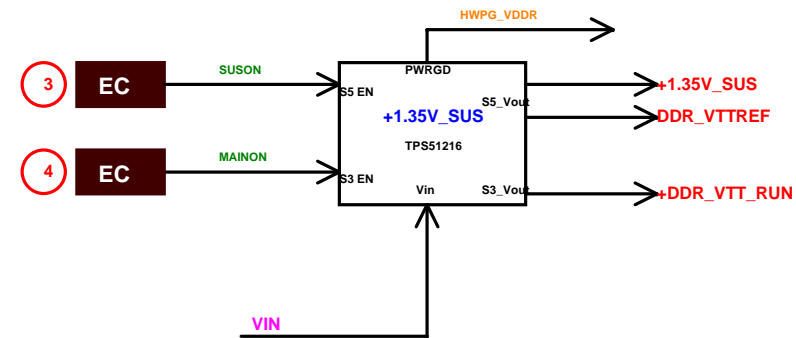 HWPG_VDDR
3
EC
SUSON
S5 EN
PWRGD
S5_Vout
+1.35V_SUS
+1.35V_SUS
DDR_VTTREF
TPS51216
4
EC
MAINON
S3 EN
Vin
S3_Vout
+DDR_VTT_RUN
VIN